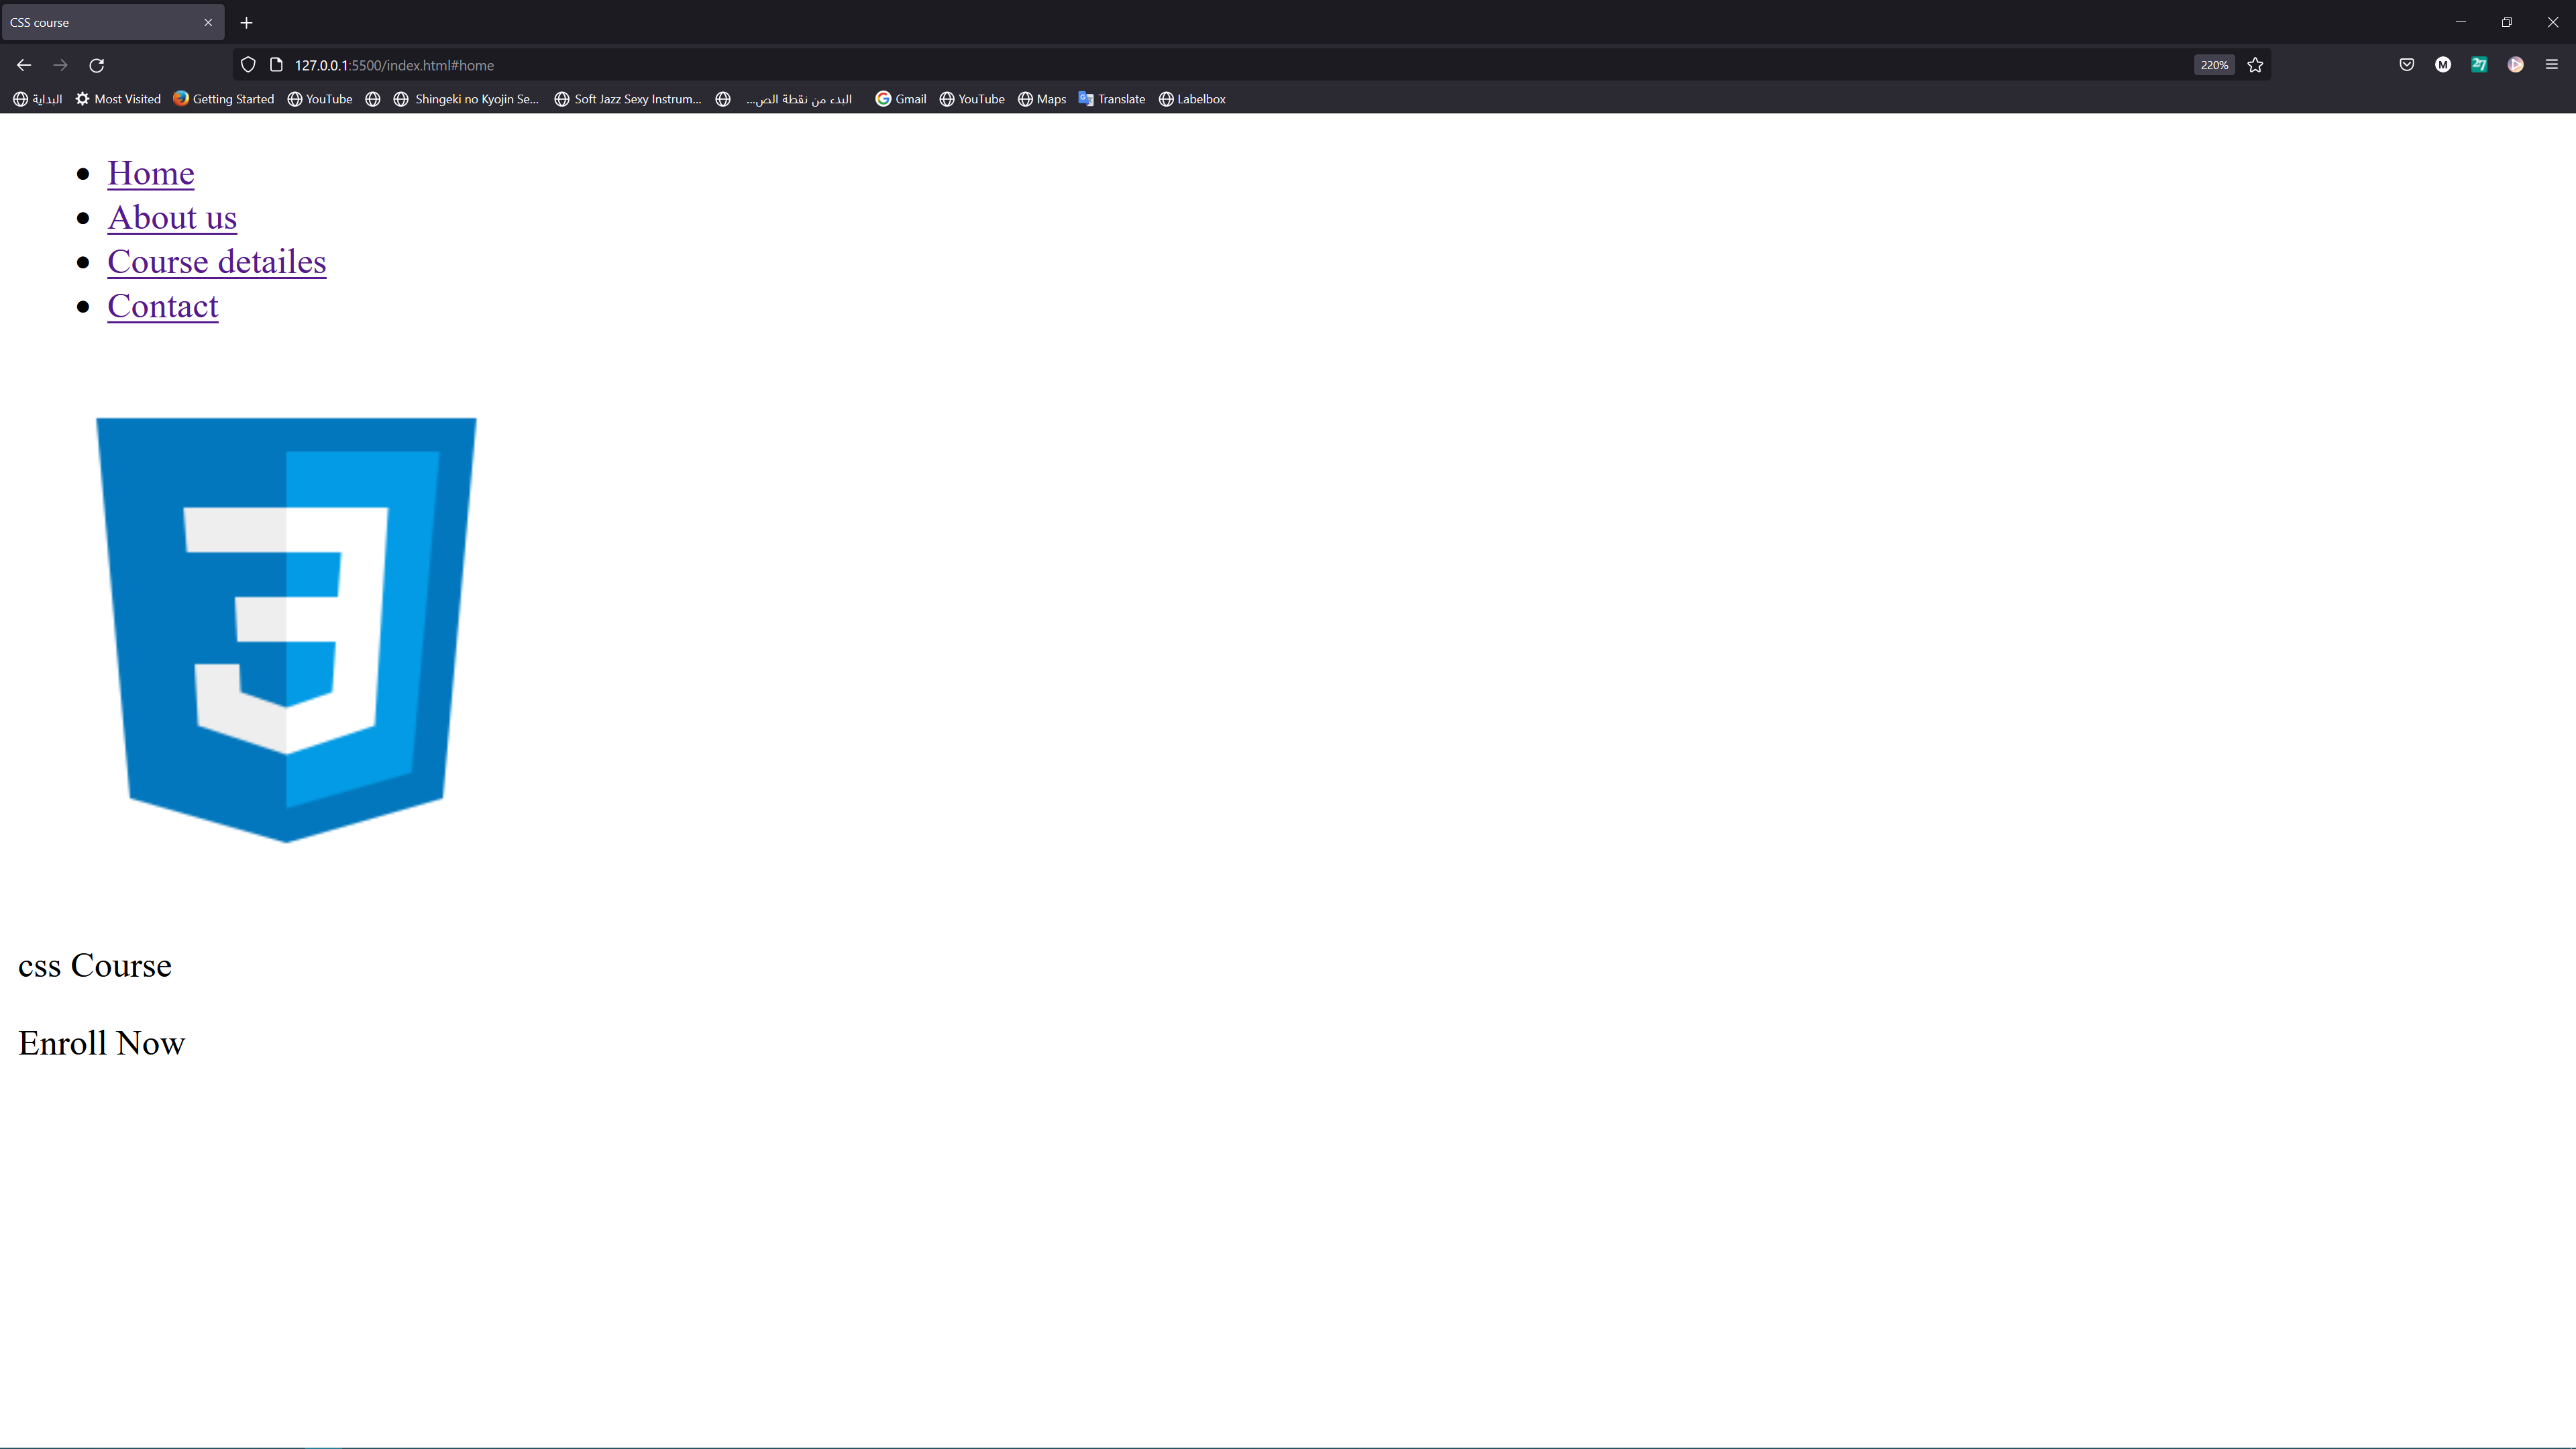 CSS course
127.0.0.1:5500/index.html#home
220%
M
27
البداية
Most Visited
Getting Started
YouTube
Shingeki no Kyojin Se...
Soft Jazz Sexy Instrum...
البدء من نقطة الص...
Gmail
YouTube
Maps
Translate
Labelbox
Home
About us
Course detailes
Contact
css Course
Enroll Now